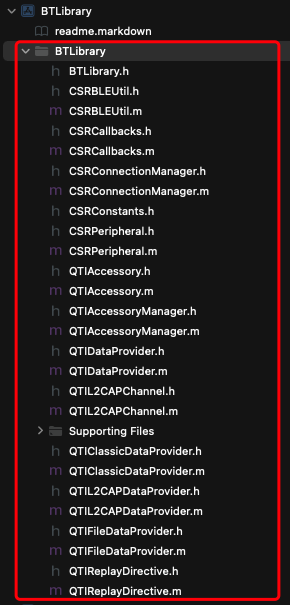 BTLibrary
readme.markdown
BTLibrary
h BTLibrary.h
h CSRBLEUtil.h
m CSRBLEUtil.m
h CSRCallbacks.h
m CSRCallbacks.m
h CSRConnectionManager.h
m CSRConnectionManager.m
h CSRConstants.h
h CSRPeripheral.h
m CSRPeripheral.m
h QTIAccessory.h
m QTIAccessory.m
h QTIAccessoryManager.h
m QTIAccessoryManager.m
h QTIDataProvider.h
m QTIDataProvider.m
h QTIL2CAPChannel.h
m QTIL2CAPChannel.m
Supporting Files
h QTIClassicDataProvider.h
m QTIClassicDataProvider.m
h QTIL2CAPDataProvider.h
m QTIL2CAPDataProvider.m
h QTIFileDataProvider.h
m QTIFileDataProvider.m
h QTIReplayDirective.h
m QTIReplayDirective.m